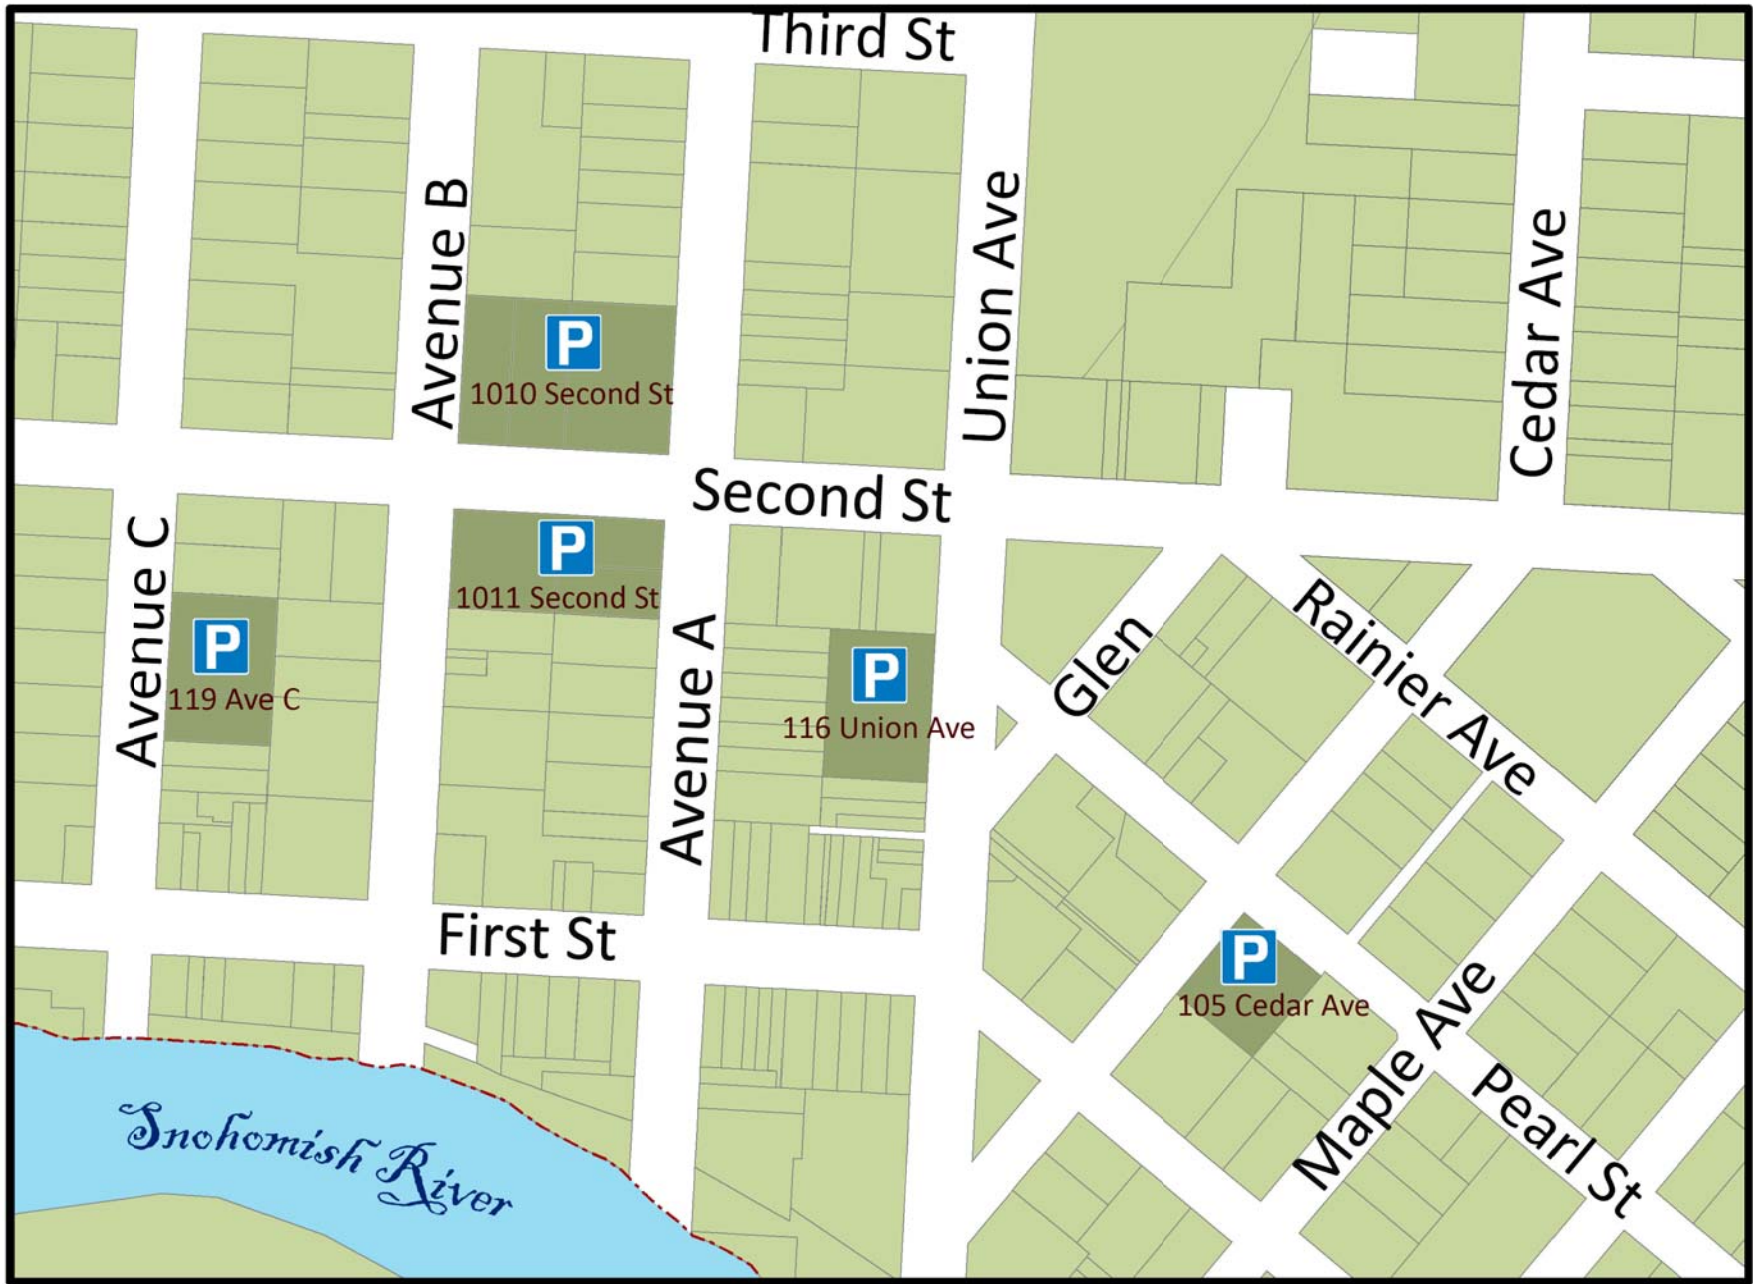 Third St
Avenue B
Union Ave
Cedar Ave
P
1010 Second St
Second St
Avenue C
P
1011 Second St
P
119 Ave C
Avenue A
P
116 Union Ave
Glen
Rainier Ave
First St
P
105 Cedar Ave
Maple Ave
Pearl St
Snohomish River